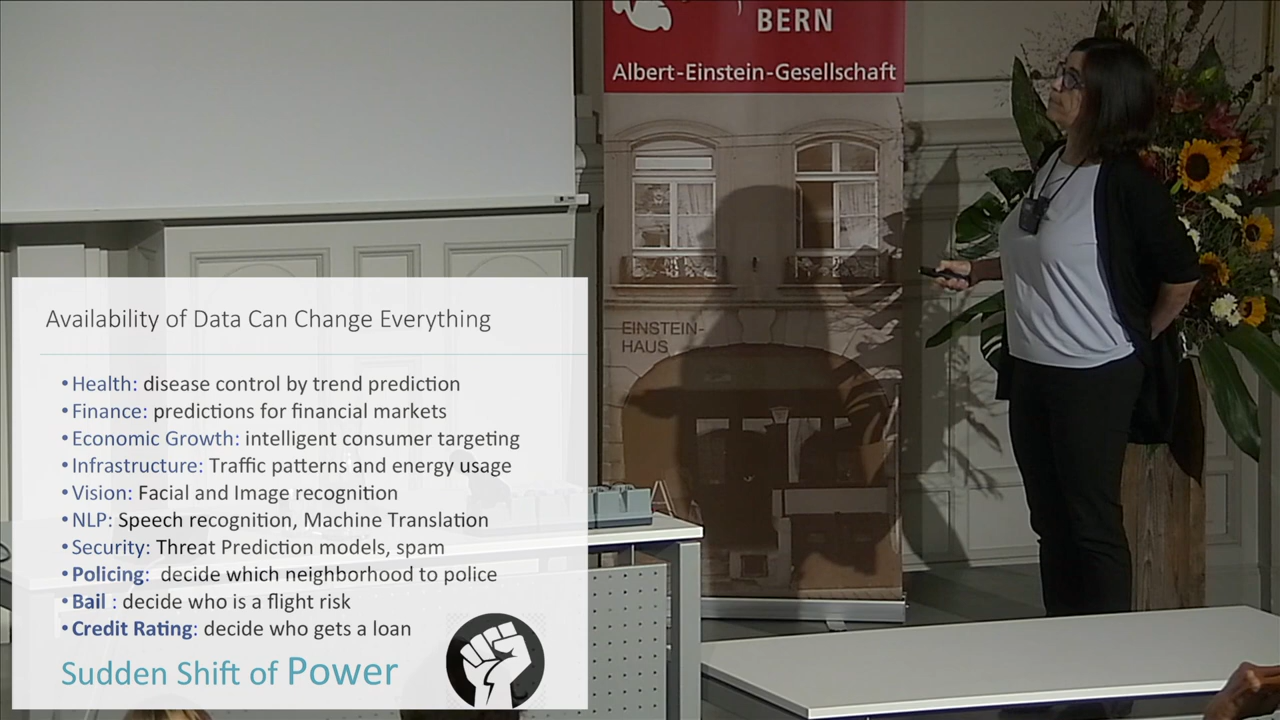 BERN
Albert-Einstein-Gesellschaft
EINSTEIN-
HAUS
Availability of Data Can Change Everything
•Health: disease control by trend prediction
•Finance: predictions for financial markets
•Economic Growth: intelligent consumer targeting
•Infrastructure: Traffic patterns and energy usage
•Vision: Facial and Image recognition
•NLP: Speech recognition, Machine Translation
•Security: Threat Prediction models, spam
•Policing: decide which neighborhood to police
•Bail : decide who is a flight risk
•Credit Rating: decide who gets a loan
Sudden Shift of Power